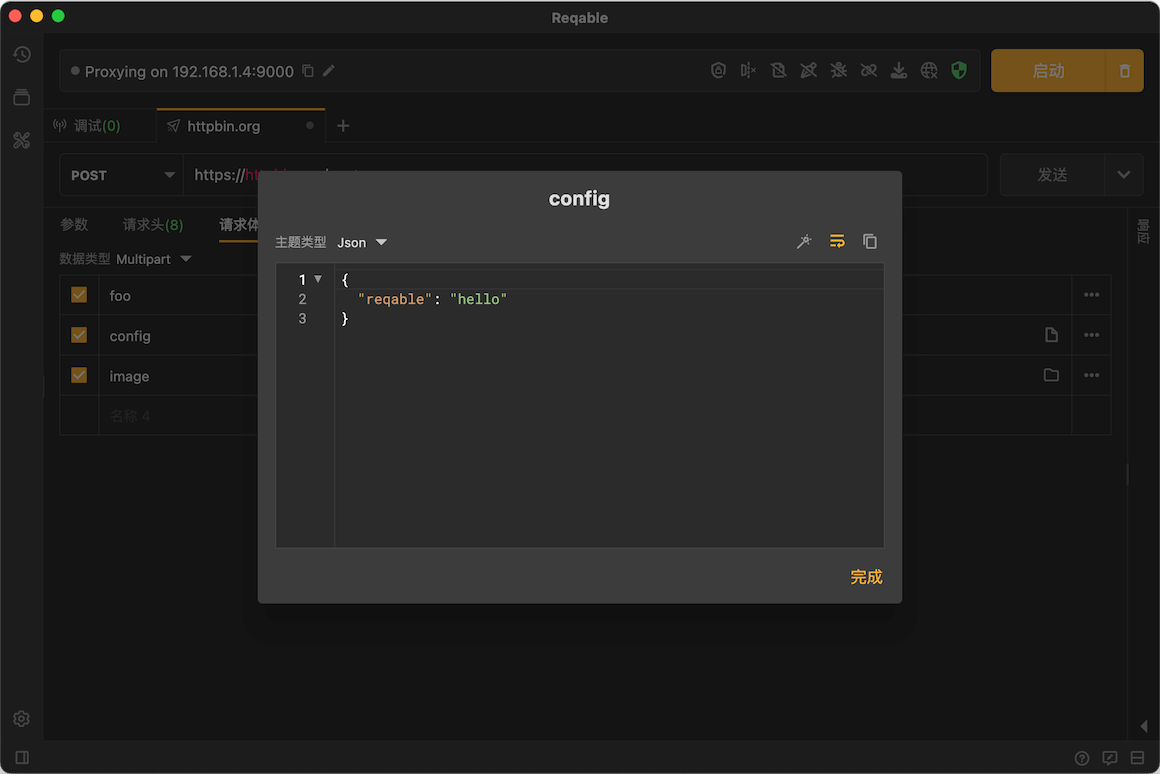 Reqable
Proxying on 192.168.1.4:9000
启动
调试(0)
httpbin.org
POST
https://
发送
参数
请求头(8)
请求体
响应
数据类型 Multipart
foo
config
image
名称 4
config
主题类型 Json
1 {
2 "reqable": "hello"
3 }
完成